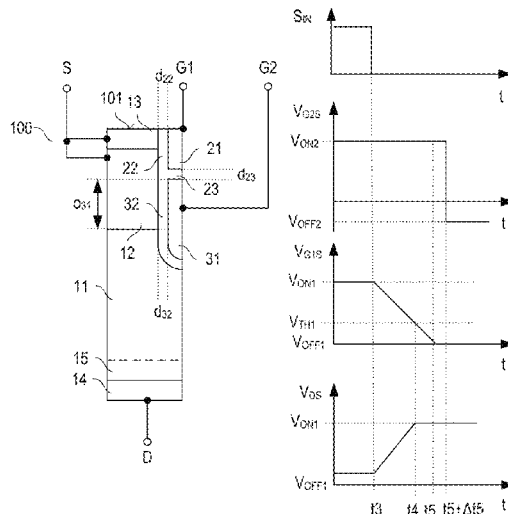 S
G1
G2
d22
101
13
100
21
22
d23
23
o31
32
12
31
11
d32
15
14
D
SIN
t
VG2S
VON2
VOFF2
t
VG1S
VON1
VTH1
VOFF1
t
VDS
VON1
VOFF1
t3 t4 t5 t5+Δt5 t